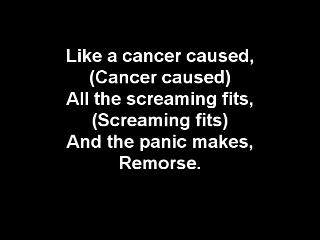 Like a cancer caused,
(Cancer caused)
All the screaming fits,
(Screaming fits)
And the panic makes,
Remorse.